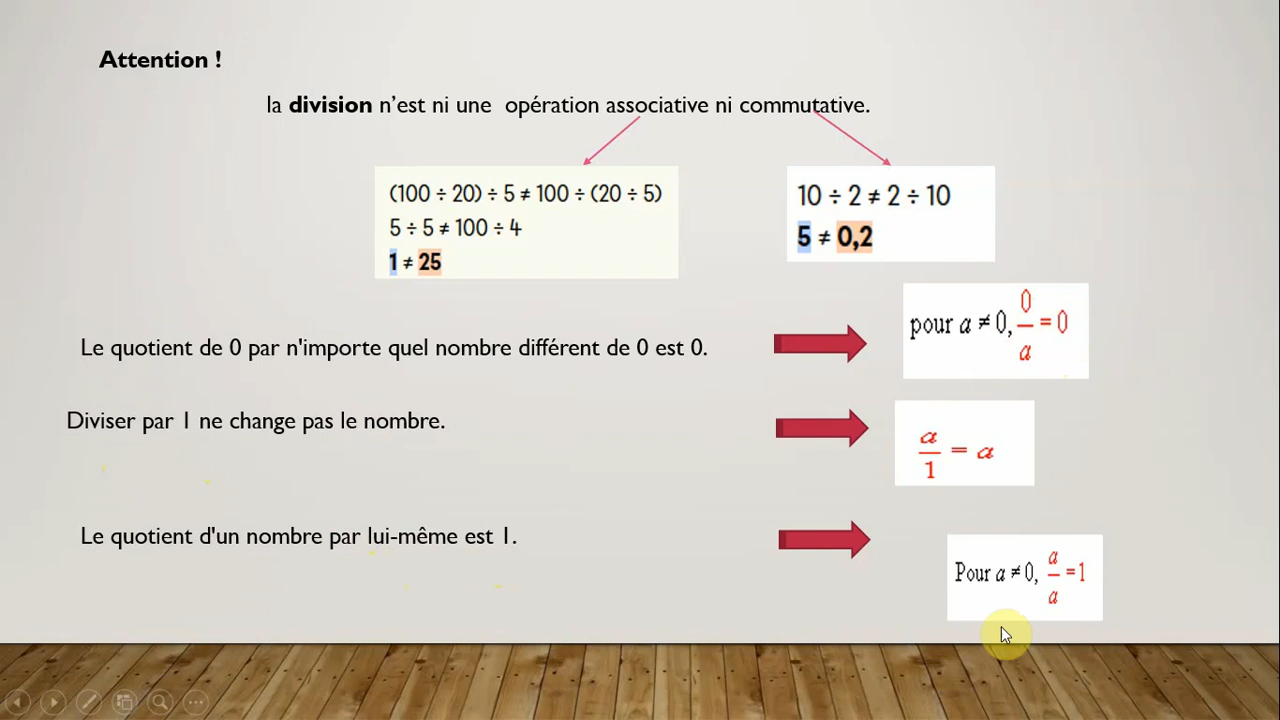 Attention !
la division n'est ni une opération associative ni commutative.
(100 ÷ 20) ÷ 5 ≠ 100 ÷ (20 ÷ 5)
5 ÷ 5 ≠ 100 ÷ 4
1 ≠ 25
10 ÷ 2 ≠ 2 ÷ 10
5 ≠ 0,2
Le quotient de 0 par n'importe quel nombre différent de 0 est 0.
pour a ≠ 0, 0/a = 0
Diviser par 1 ne change pas le nombre.
a/1 = a
Le quotient d'un nombre par lui-même est 1.
Pour a ≠ 0, a/a = 1